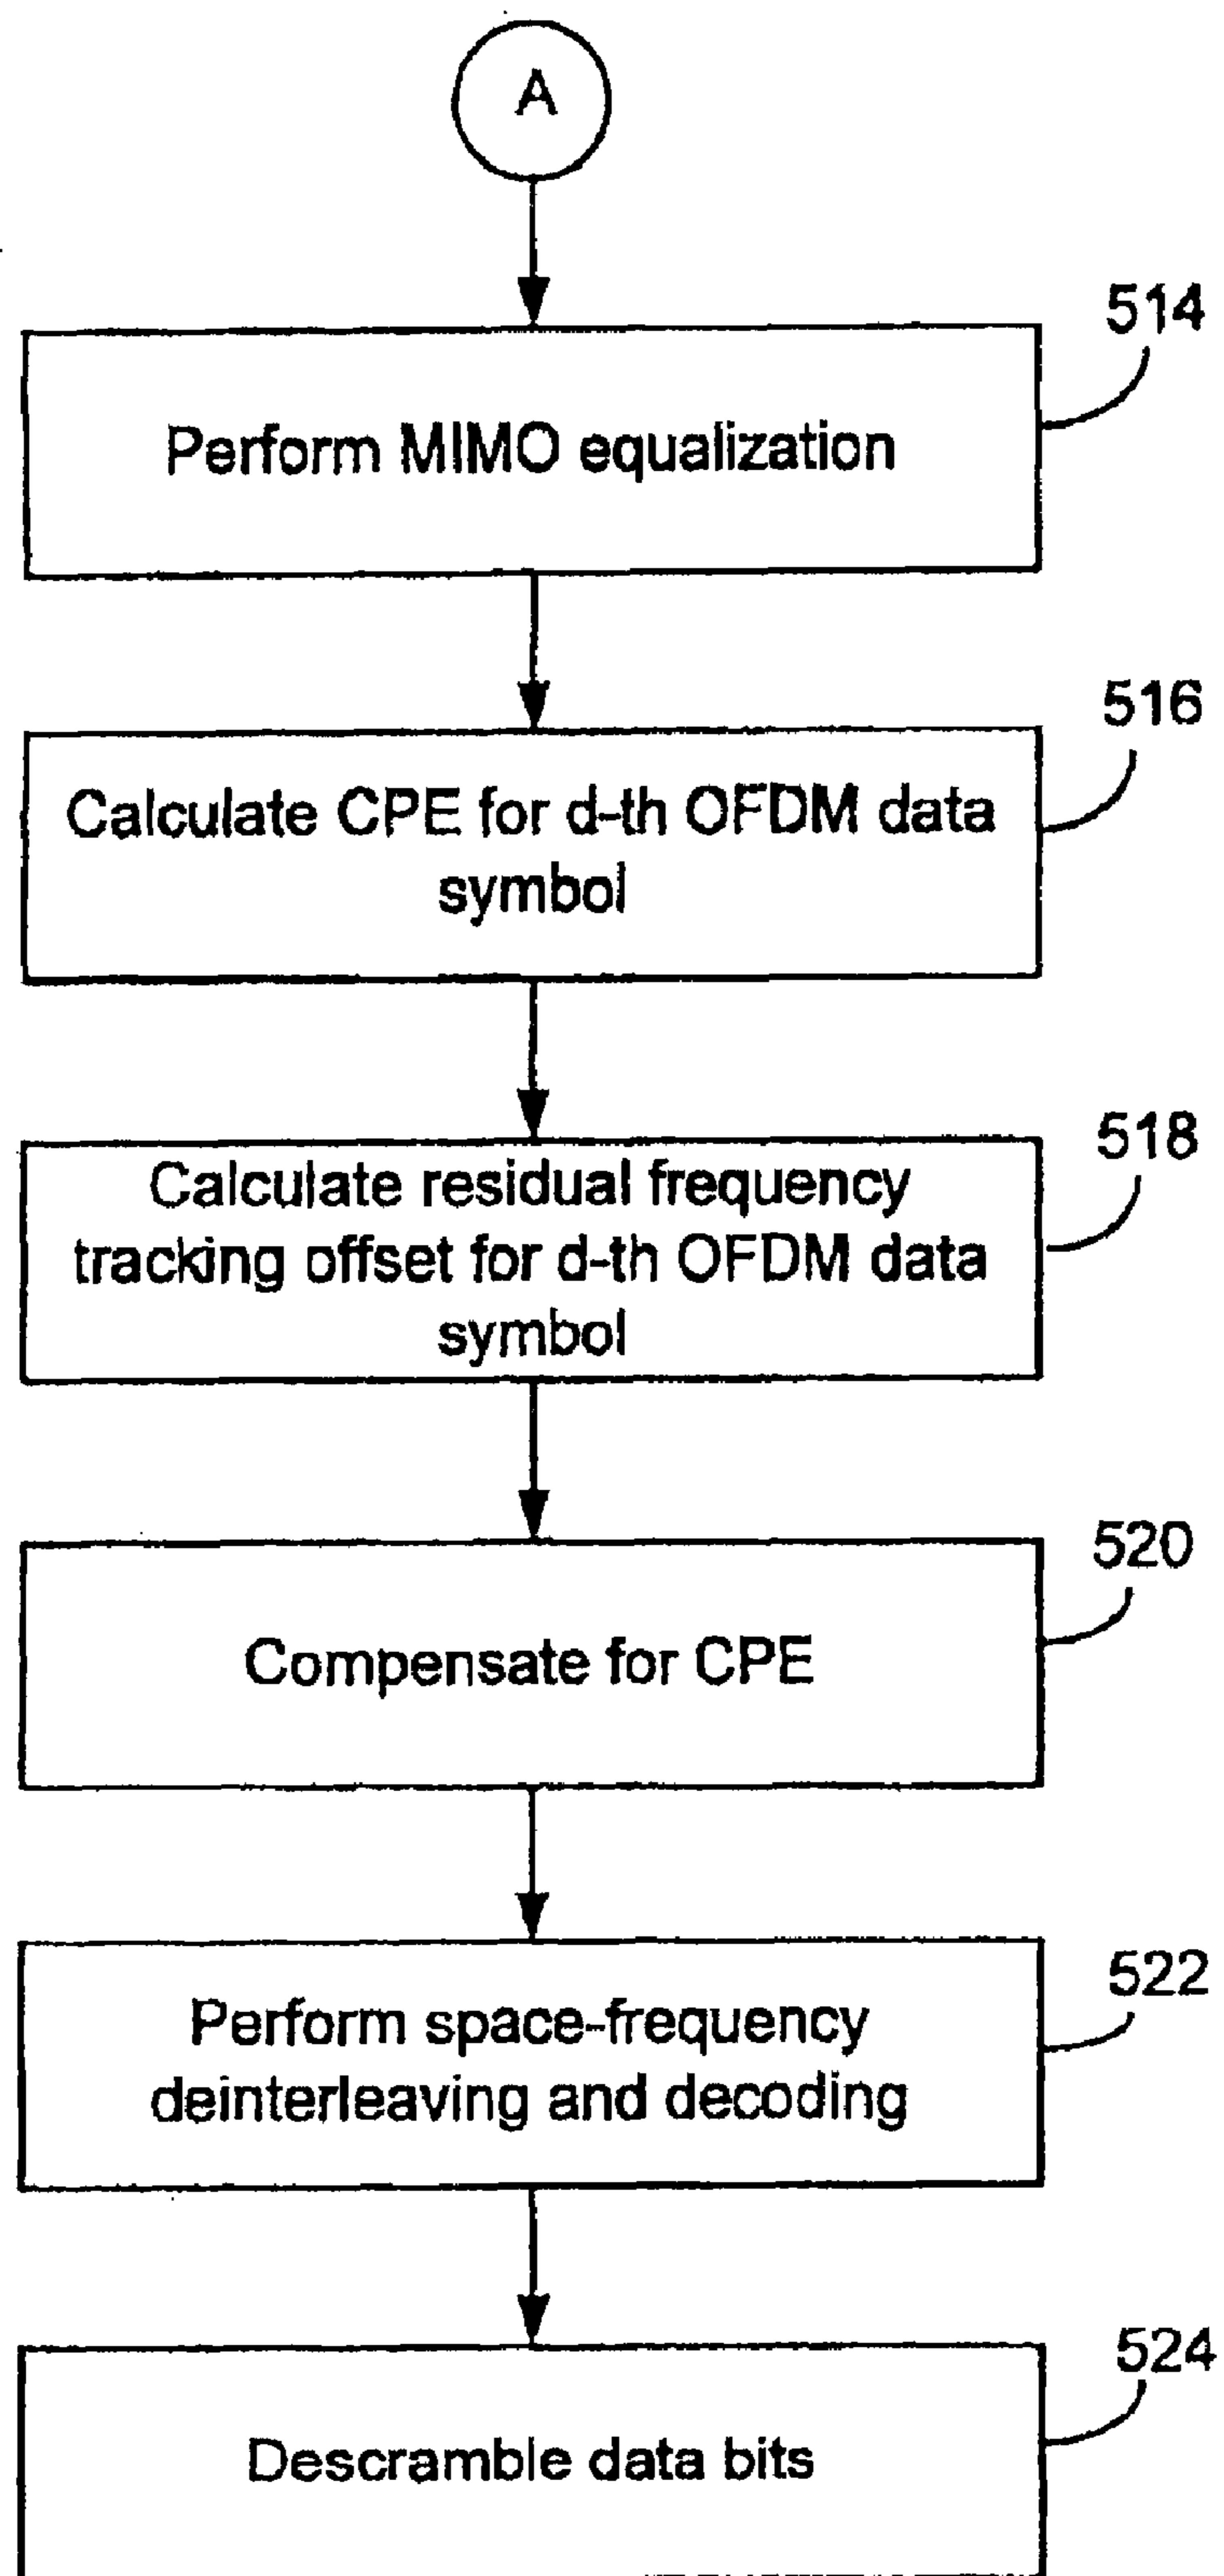 A
514
Perform MIMO equalization
516
Calculate CPE for d-th OFDM data
symbol
518
Calculate residual frequency
tracking offset for d-th OFDM data
symbol
520
Compensate for CPE
522
Perform space-frequency
deinterleaving and decoding
524
Descramble data bits